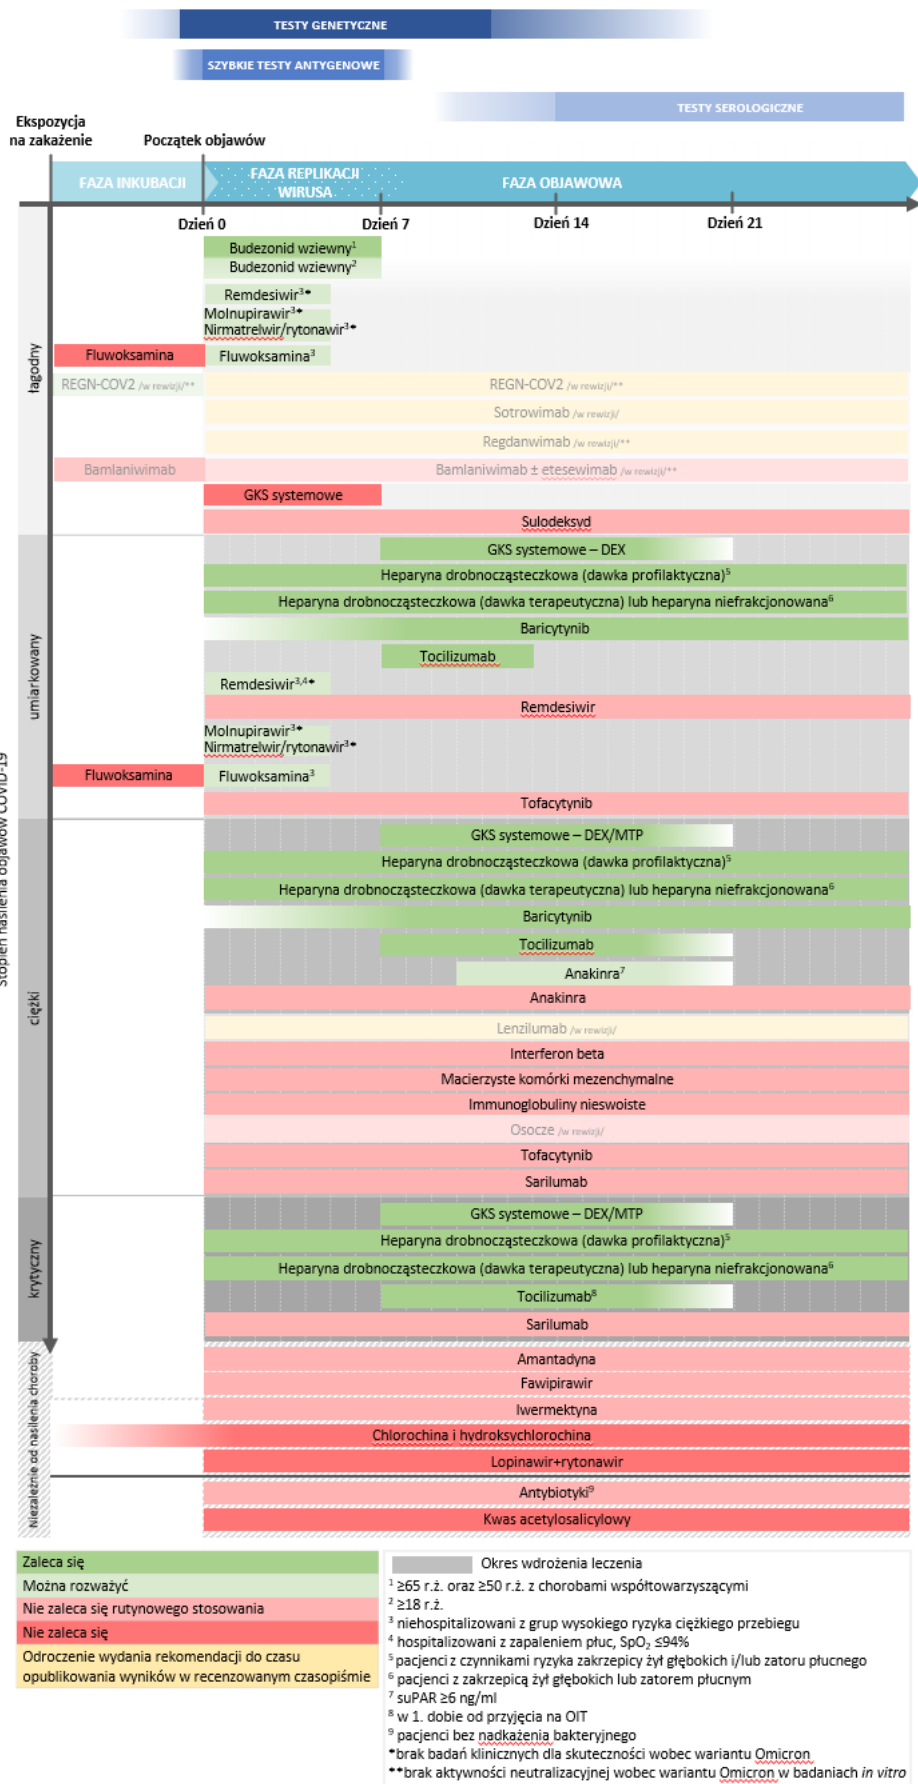 TESTY GENETYCZNE
SZYBKIE TESTY ANTYGENOWE
TESTY SEROLOGICZNE
Ekspozycja
na zakażenie
Początek objawów
FAZA INKUBACJI
FAZA REPLIKACJI
WIRUSA
FAZA OBJAWOWA
Dzień 0
Dzień 7
Dzień 14
Dzień 21
Stopień nasilenia objawów COVID-19
łagodny
Budezonid wziewny¹
Budezonid wziewny²
Remdesiwir³*
Molnupirawir³*
Nirmatrelwir/rytonawir³*
Fluwoksamina
Fluwoksamina³
REGN-COV2 /w rewizji/**
REGN-COV2 /w rewizji/**
Sotrowimab /w rewizji/
Regdanwimab /w rewizji/**
Bamlaniwimab
Bamlaniwimab ± etesewimab /w rewizji/**
GKS systemowe
Sulodeksyd
umiarkowany
GKS systemowe – DEX
Heparyna drobnocząsteczkowa (dawka profilaktyczna)⁵
Heparyna drobnocząsteczkowa (dawka terapeutyczna) lub heparyna niefrakcjonowana⁶
Baricytynib
Tocilizumab
Remdesiwir³,⁴*
Remdesiwir
Molnupirawir³*
Nirmatrelwir/rytonawir³*
Fluwoksamina
Fluwoksamina³
Tofacytynib
ciężki
GKS systemowe – DEX/MTP
Heparyna drobnocząsteczkowa (dawka profilaktyczna)⁵
Heparyna drobnocząsteczkowa (dawka terapeutyczna) lub heparyna niefrakcjonowana⁶
Baricytynib
Tocilizumab
Anakinra⁷
Anakinra
Lenzilumab /w rewizji/
Interferon beta
Macierzyste komórki mezenchymalne
Immunoglobuliny nieswoiste
Osocze /w rewizji/
Tofacytynib
Sarilumab
krytyczny
GKS systemowe – DEX/MTP
Heparyna drobnocząsteczkowa (dawka profilaktyczna)⁵
Heparyna drobnocząsteczkowa (dawka terapeutyczna) lub heparyna niefrakcjonowana⁶
Tocilizumab⁸
Sarilumab
Niezależnie od nasilenia choroby
Amantadyna
Fawipirawir
Iwermektyna
Chlorochina i hydroksychlorochina
Lopinawir+rytonawir
Antybiotyki⁹
Kwas acetylosalicylowy
Zaleca się
Można rozważyć
Nie zaleca się rutynowego stosowania
Nie zaleca się
Odroczenie wydania rekomendacji do czasu
opublikowania wyników w recenzowanym czasopiśmie
Okres wdrożenia leczenia
¹ ≥65 r.ż. oraz ≥50 r.ż. z chorobami współtowarzyszącymi
² ≥18 r.ż.
³ niehospitalizowani z grup wysokiego ryzyka ciężkiego przebiegu
⁴ hospitalizowani z zapaleniem płuc, SpO₂ ≤94%
⁵ pacjenci z czynnikami ryzyka zakrzepicy żył głębokich i/lub zatoru płucnego
⁶ pacjenci z zakrzepicą żył głębokich lub zatorem płucnym
⁷ suPAR ≥6 ng/ml
⁸ w 1. dobie od przyjęcia na OIT
⁹ pacjenci bez nadkażenia bakteryjnego
*brak badań klinicznych dla skuteczności wobec wariantu Omicron
**brak aktywności neutralizacyjnej wobec wariantu Omicron w badaniach in vitro